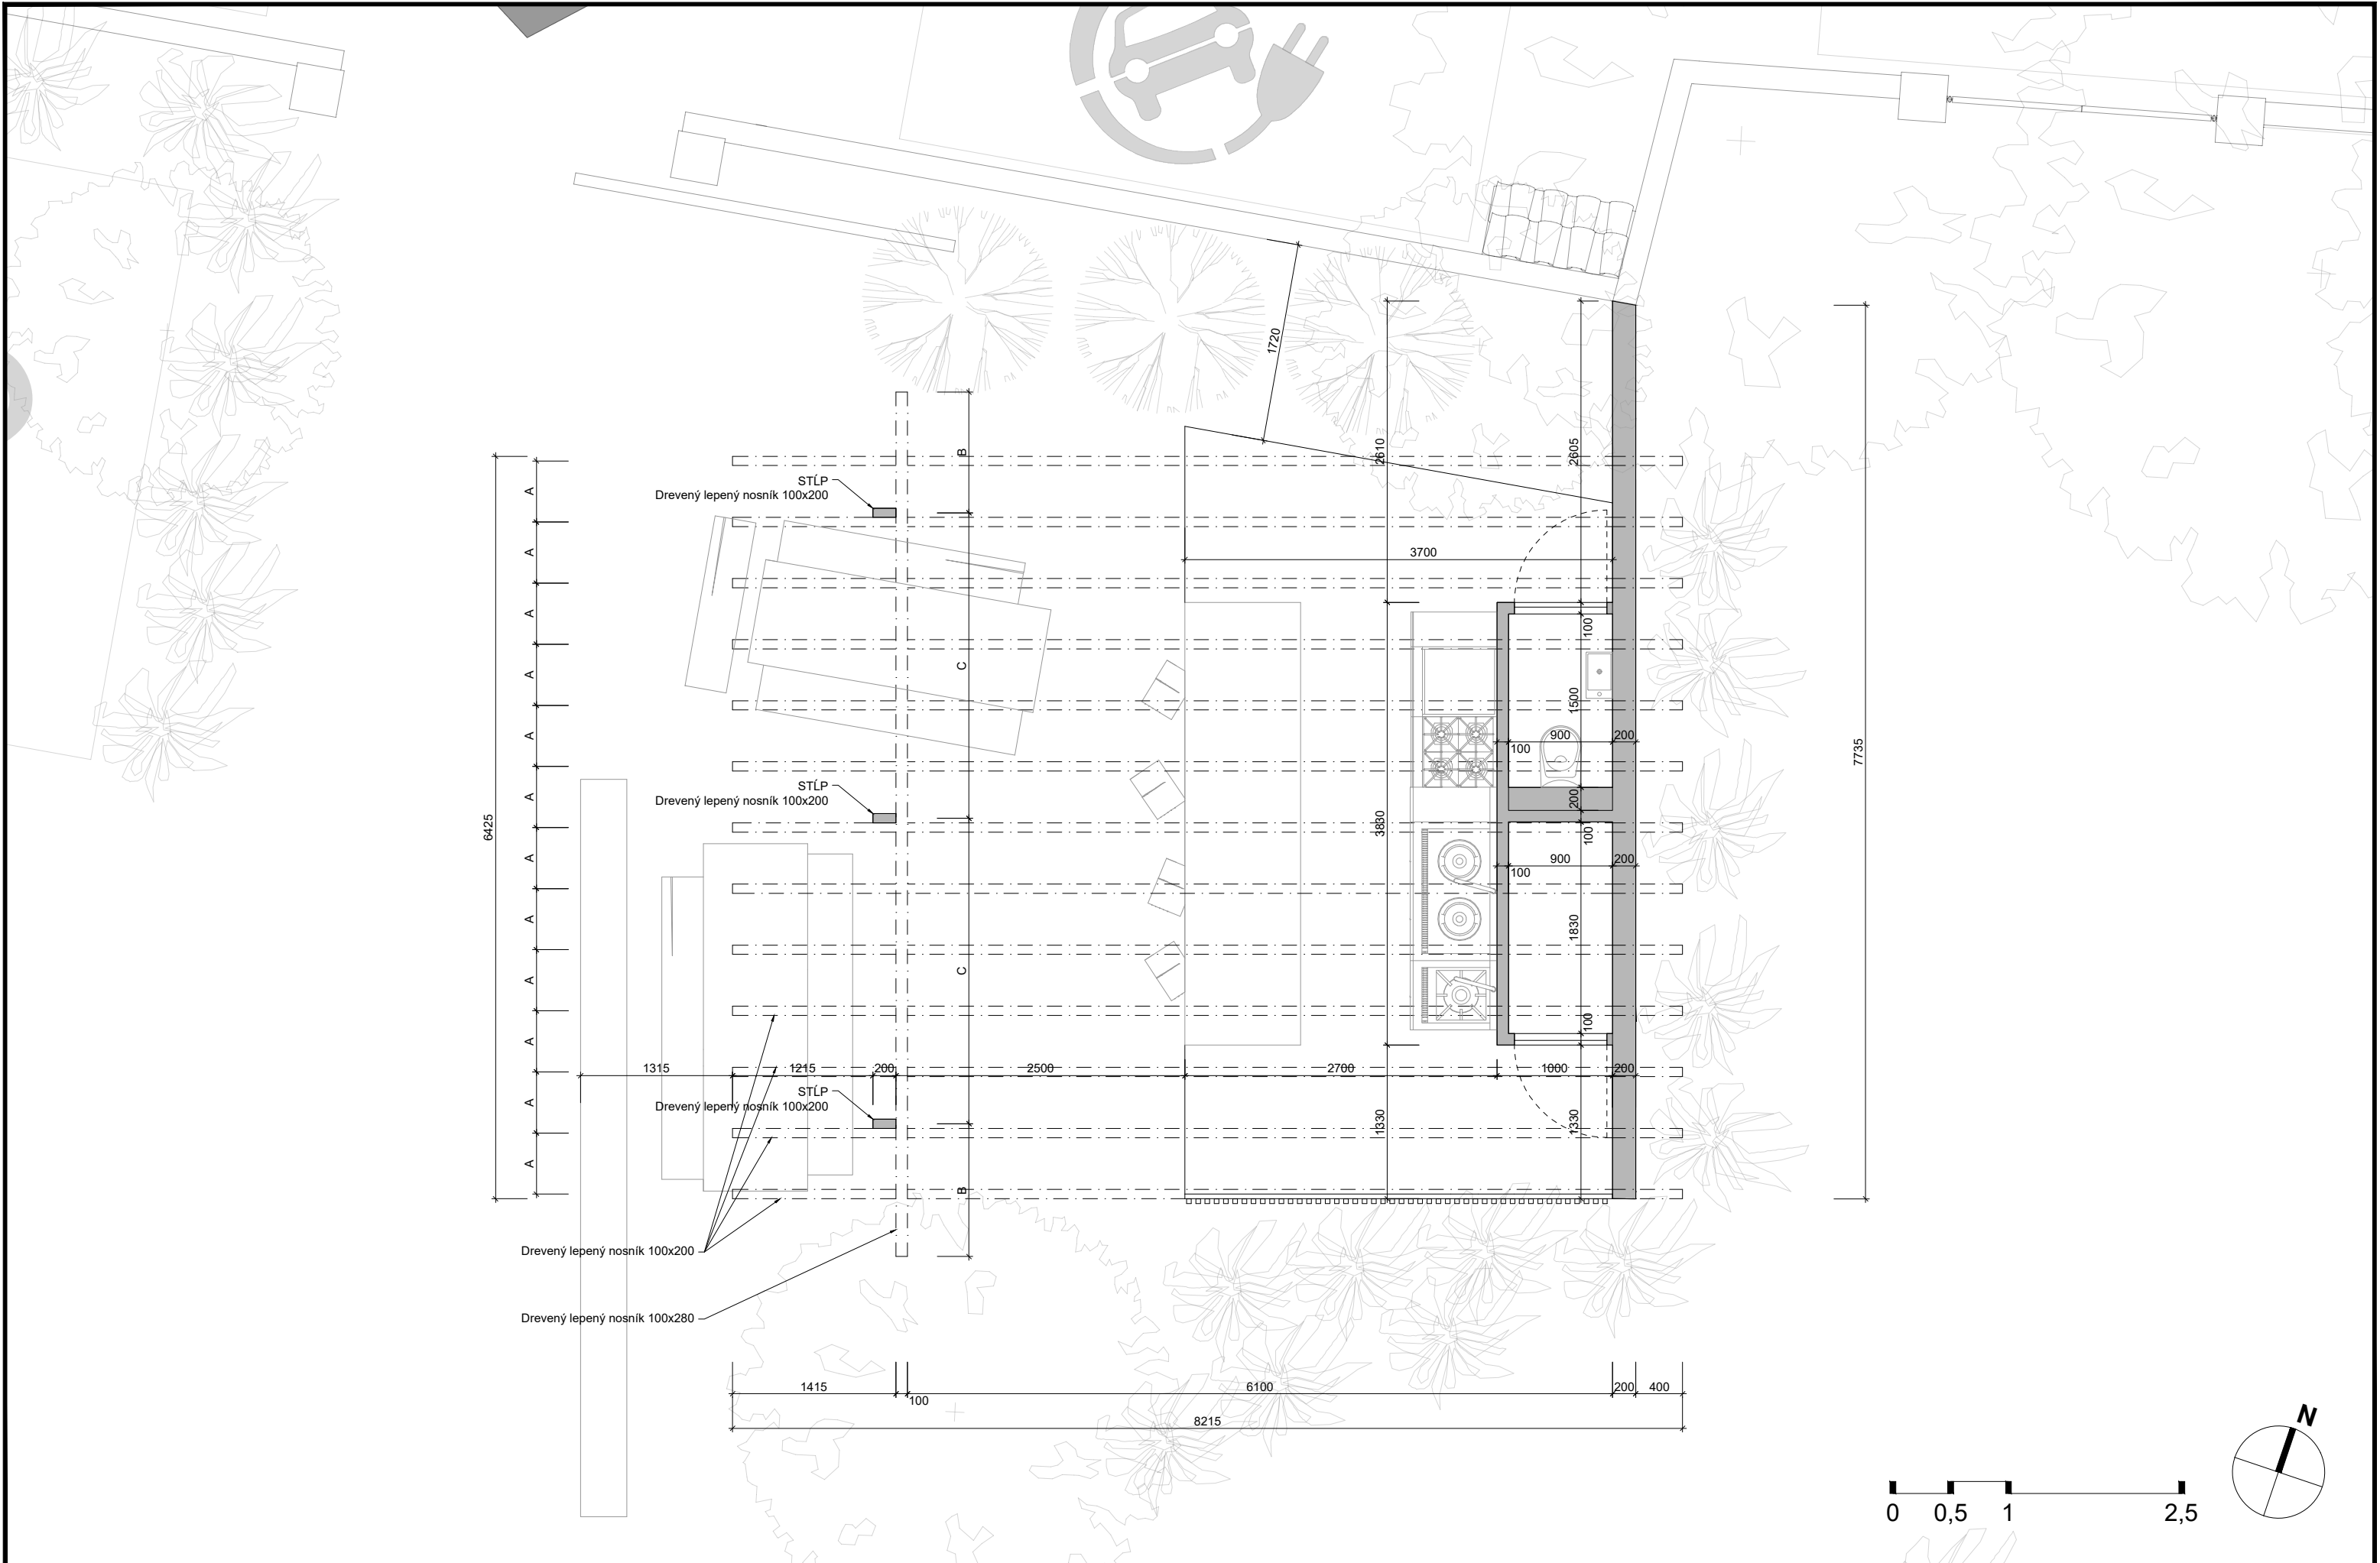 1720
2610
2605
B
STĹP
Drevený lepený nosník 100x200
A
A
A
A
A
A
A
A
A
A
A
A
3700
100
C
1500
900
200
100
7735
STĹP
Drevený lepený nosník 100x200
6425
3830
200
100
900
200
100
1830
C
100
1315
1215
200
2500
2700
1000
200
STĹP
Drevený lepený nosník 100x200
1330
1330
B
Drevený lepený nosník 100x200
Drevený lepený nosník 100x280
1415
100
6100
200
400
8215
N
0
0,5
1
2,5